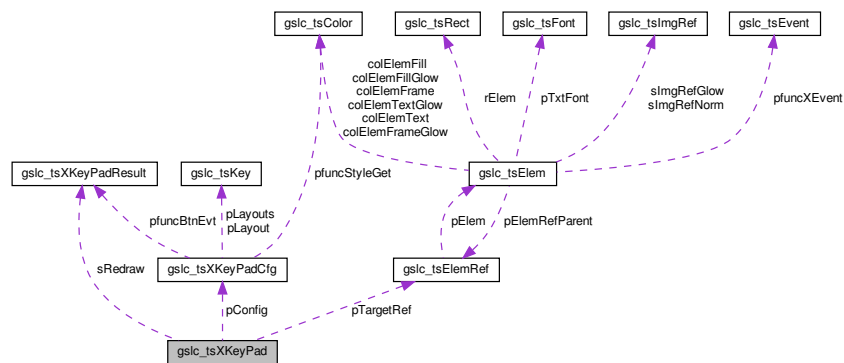 gslc_tsColor
gslc_tsRect
gslc_tsFont
gslc_tsImgRef
gslc_tsEvent
colElemFill
colElemFillGlow
colElemFrame
colElemTextGlow
colElemText
colElemFrameGlow
rElem
pTxtFont
sImgRefGlow
sImgRefNorm
pfuncXEvent
gslc_tsXKeyPadResult
gslc_tsKey
pfuncStyleGet
gslc_tsElem
pfuncBtnEvt
pLayouts
pLayout
pElem
pElemRefParent
sRedraw
gslc_tsXKeyPadCfg
gslc_tsElemRef
pConfig
pTargetRef
gslc_tsXKeyPad